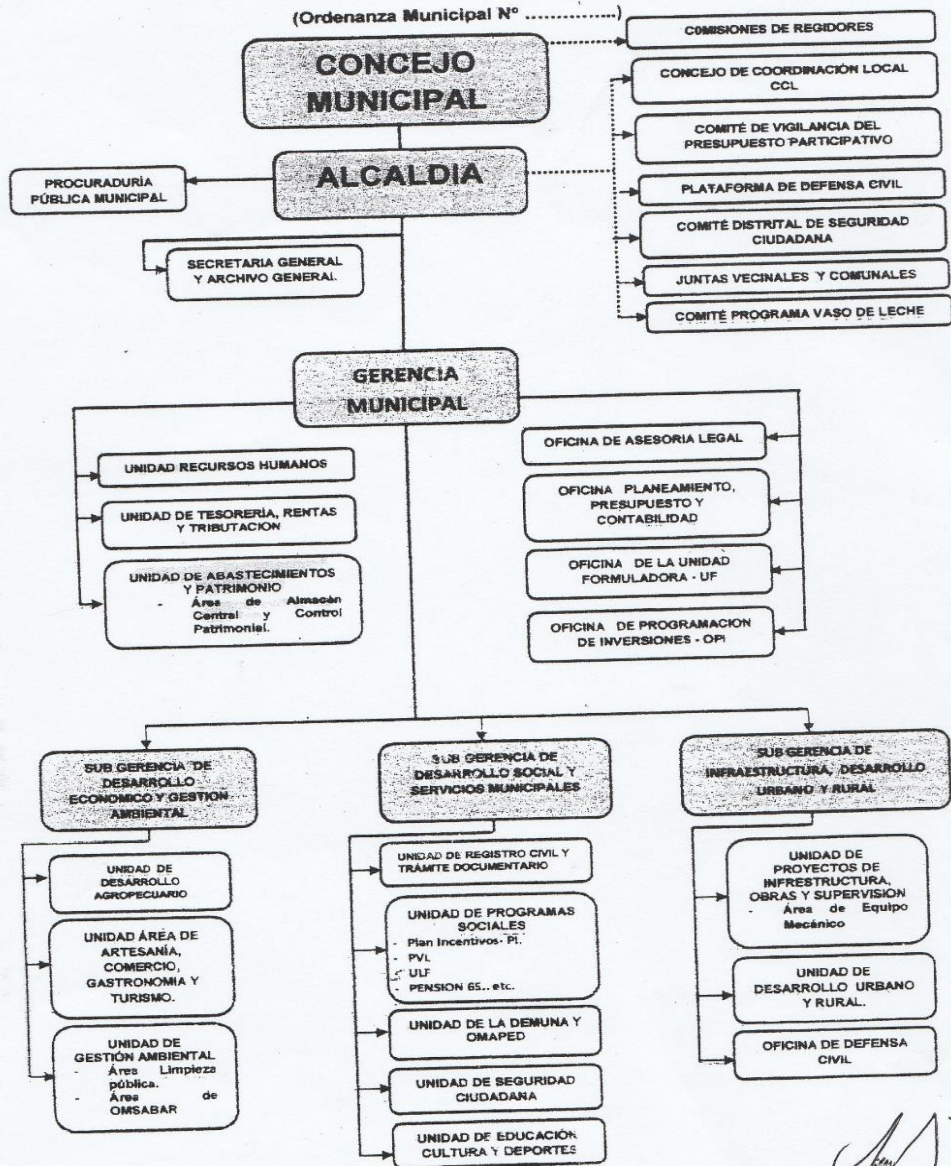 (Ordenanza Municipal Nº ..................)
CONCEJO
MUNICIPAL
COMISIONES DE REGIDORES
CONCEJO DE COORDINACIÓN LOCAL
CCL
COMITÉ DE VIGILANCIA DEL
PRESUPUESTO PARTICIPATIVO
ALCALDIA
PROCURADURÍA
PÚBLICA MUNICIPAL
PLATAFORMA DE DEFENSA CIVIL
COMITÉ DISTRITAL DE SEGURIDAD
CIUDADANA
SECRETARIA GENERAL
Y ARCHIVO GENERAL.
JUNTAS VECINALES Y COMUNALES
COMITÉ PROGRAMA VASO DE LECHE
GERENCIA
MUNICIPAL
UNIDAD RECURSOS HUMANOS
UNIDAD DE TESORERÍA, RENTAS
Y TRIBUTACION
UNIDAD DE ABASTECIMIENTOS
Y PATRIMONIO
- Área de Almacén
Central y Control
Patrimonial.
OFICINA DE ASESORIA LEGAL
OFICINA PLANEAMIENTO,
PRESUPUESTO Y
CONTABILIDAD
OFICINA DE LA UNIDAD
FORMULADORA - UF
OFICINA DE PROGRAMACION
DE INVERSIONES - OPI
SUB GERENCIA DE
DESARROLLO
ECONOMICO Y GESTION
AMBIENTAL
UNIDAD DE
DESARROLLO
AGROPECUARIO
UNIDAD ÁREA DE
ARTESANÍA,
COMERCIO,
GASTRONOMIA Y
TURISMO.
UNIDAD DE
GESTIÓN AMBIENTAL
- Área Limpieza
pública.
- Área de
OMSABAR
SUB GERENCIA DE
DESARROLLO SOCIAL Y
SERVICIOS MUNICIPALES
UNIDAD DE REGISTRO CIVIL Y
TRÁMITE DOCUMENTARIO
UNIDAD DE PROGRAMAS
SOCIALES
- Plan Incentivos- PI.
- PVL
- ULF
- PENSION 65.. etc.
UNIDAD DE LA DEMUNA Y
OMAPED
UNIDAD DE SEGURIDAD
CIUDADANA
UNIDAD DE EDUCACIÓN
CULTURA Y DEPORTES
SUB GERENCIA DE
INFRAESTRUCTURA, DESARROLLO
URBANO Y RURAL
UNIDAD DE
PROYECTOS DE
INFRESTRUCTURA,
OBRAS Y SUPERVISION
- Área de Equipo
Mecánico
UNIDAD DE
DESARROLLO URBANO
Y RURAL.
OFICINA DE DEFENSA
CIVIL